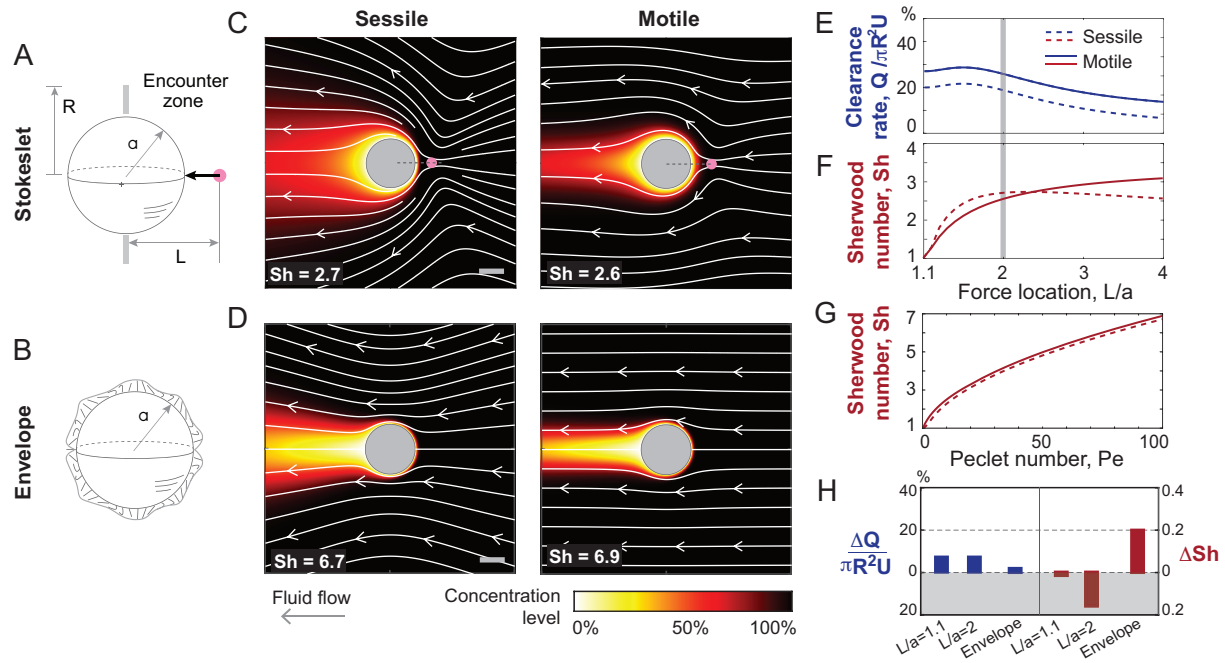 Sessile
Motile
A
R
Encounter
zone
α
L
Stokeslet
C
Sh = 2.7
Sh = 2.6
B
α
Envelope
D
Sh = 6.7
Sh = 6.9
Fluid flow
Concentration
level
0%
50%
100%
E
%
Clearance
rate, Q/πR²U
40
20
0
Sessile
Motile
F
Sherwood
number, Sh
3
2
1
1.1
2
3
4
Force location, L/a
G
Sherwood
number, Sh
7
5
3
1
0
50
100
Peclet number, Pe
H
%
ΔQ
πR²U
40
20
0
20
0.4
0.2
0
0.2
ΔSh
L/a=1.1
L/a=2
Envelope
L/a=1.1
L/a=2
Envelope